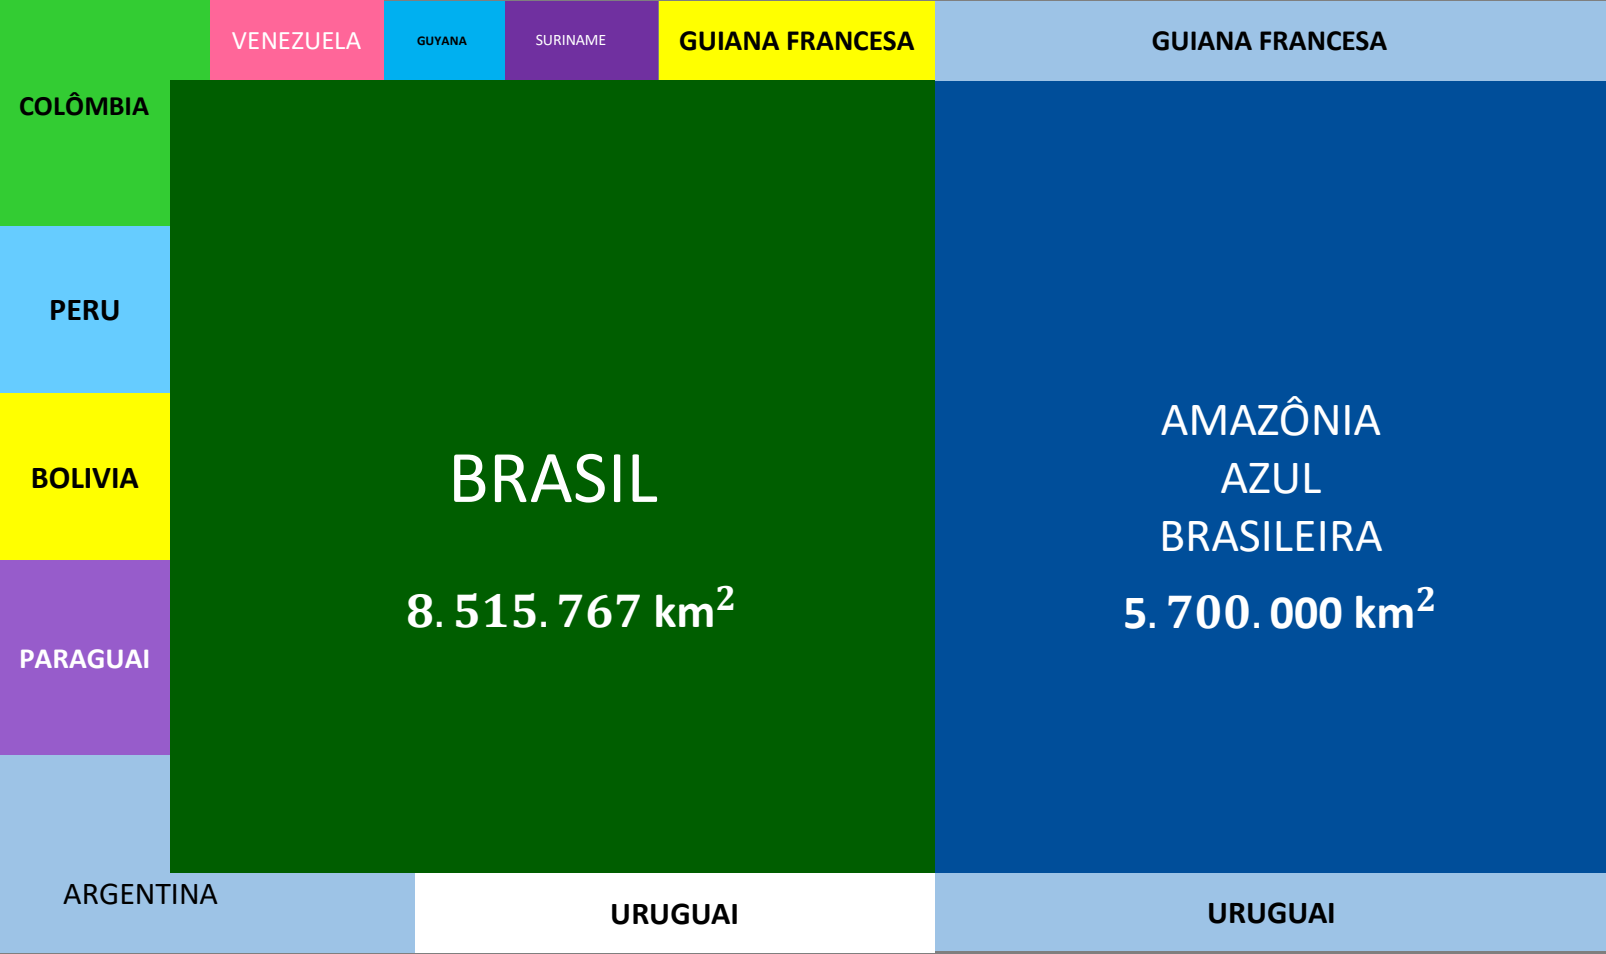 VENEZUELA
GUYANA
SURINAME
GUIANA FRANCESA
GUIANA FRANCESA
COLÔMBIA
PERU
BOLIVIA
PARAGUAI
ARGENTINA
BRASIL
8.515.767 km²
AMAZÔNIA
AZUL
BRASILEIRA
5.700.000 km²
URUGUAI
URUGUAI